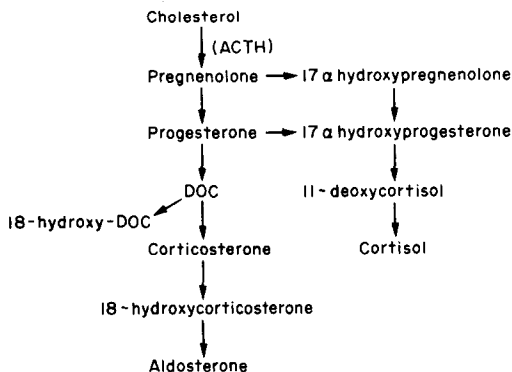 Cholesterol
(ACTH)
Pregnenolone 17 α hydroxypregnenolone
Progesterone 17 α hydroxyprogesterone
DOC 11-deoxycortisol
18-hydroxy-DOC
Corticosterone Cortisol
18-hydroxycorticosterone
Aldosterone